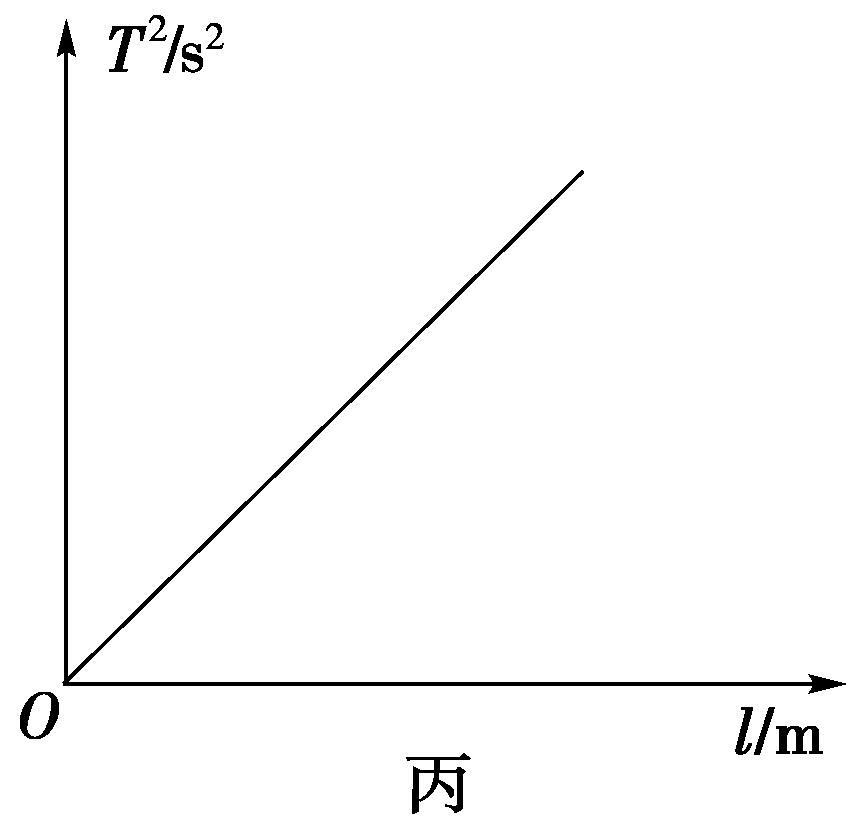 T²/s²
O
l/m
丙